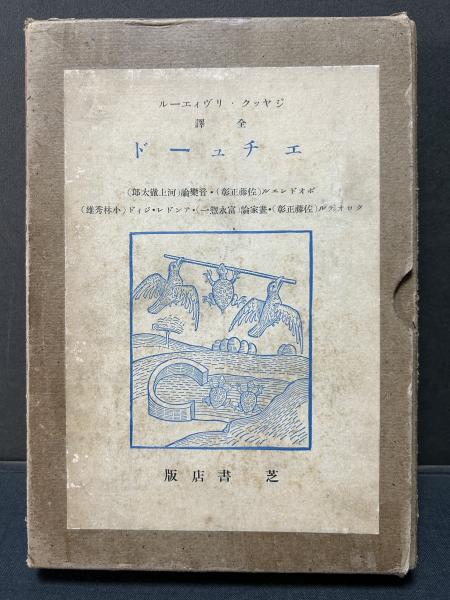 ジヤック・リヴィエール
全譯
エチュード
ボオドレエル(佐藤正彰)・音樂論(河上徹太郎)
クロオデル(佐藤正彰)・畫家論(富永惣一)・アンドレ・ジィド(小林秀雄)
芝書店版